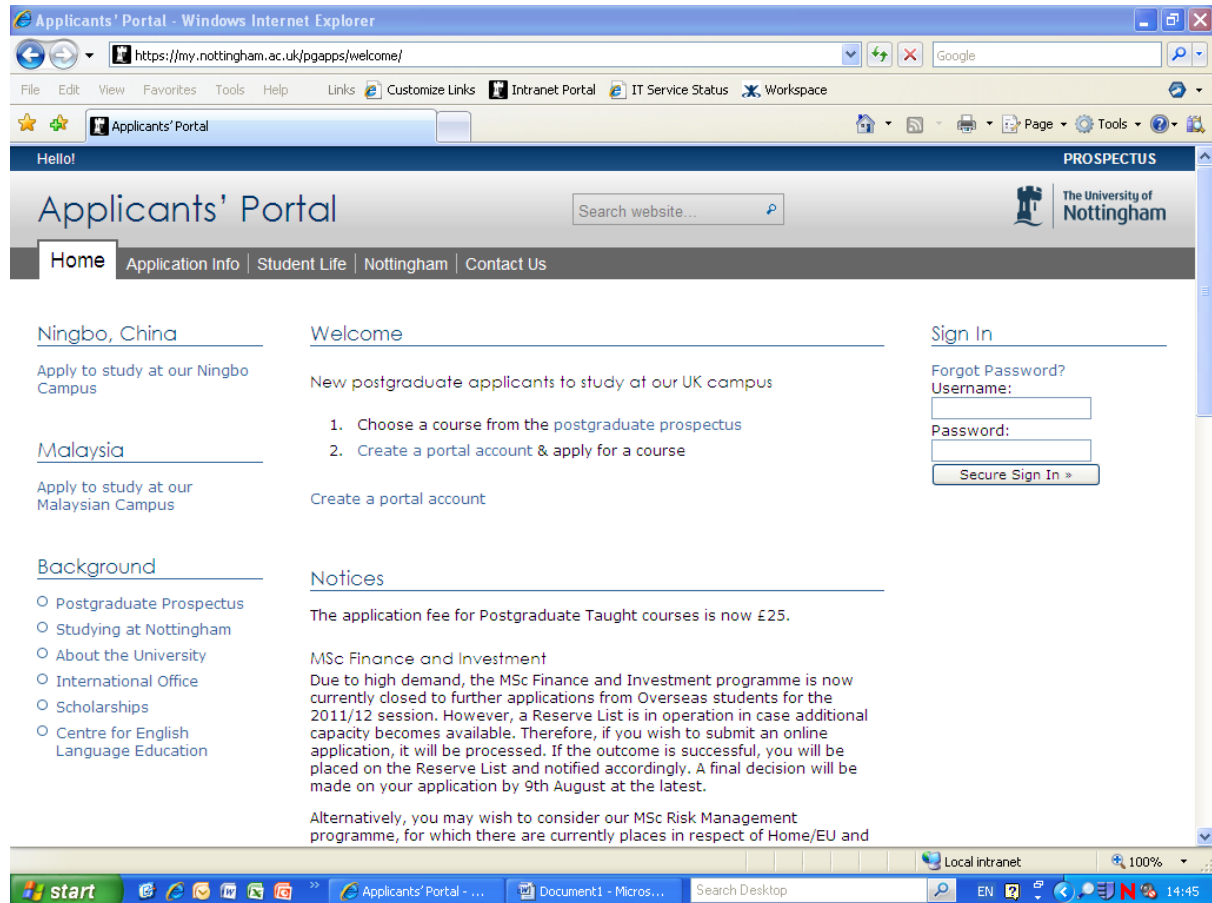 Applicants' Portal - Windows Internet Explorer
https://my.nottingham.ac.uk/pgapps/welcome/
Google
File Edit View Favorites Tools Help Links Customize Links Intranet Portal IT Service Status Workspace
Applicants' Portal
Page Tools
Hello! PROSPECTUS
Applicants' Portal
Search website...
The University of
Nottingham
Home Application Info Student Life Nottingham Contact Us
Ningbo, China
Apply to study at our Ningbo
Campus
Malaysia
Apply to study at our
Malaysian Campus
Background
Postgraduate Prospectus
Studying at Nottingham
About the University
International Office
Scholarships
Centre for English
Language Education
Welcome
New postgraduate applicants to study at our UK campus
1. Choose a course from the postgraduate prospectus
2. Create a portal account & apply for a course
Create a portal account
Notices
The application fee for Postgraduate Taught courses is now £25.
MSc Finance and Investment
Due to high demand, the MSc Finance and Investment programme is now
currently closed to further applications from Overseas students for the
2011/12 session. However, a Reserve List is in operation in case additional
capacity becomes available. Therefore, if you wish to submit an online
application, it will be processed. If the outcome is successful, you will be
placed on the Reserve List and notified accordingly. A final decision will be
made on your application by 9th August at the latest.
Alternatively, you may wish to consider our MSc Risk Management
programme, for which there are currently places in respect of Home/EU and
Sign In
Forgot Password?
Username:
Password:
Secure Sign In »
Local intranet 100%
start Applicants' Portal - ... Document1 - Micros... Search Desktop EN 14:45